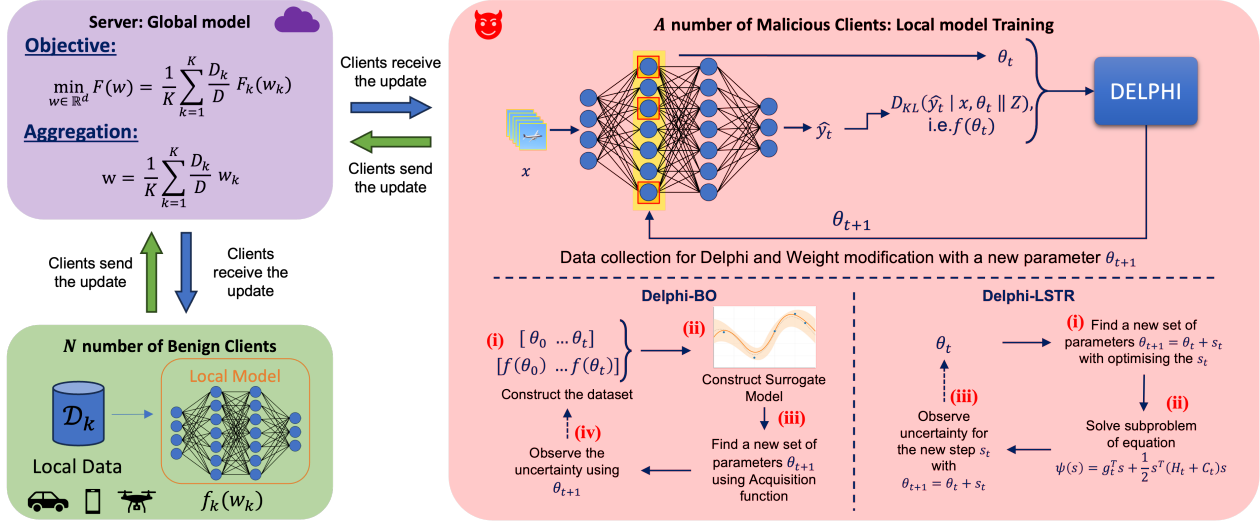 Server: Global model
Objective:
min F(w) = 1/K ∑ D_k/D F_k(w_k)
w∈ ℝ^d
K
k=1
Aggregation:
w = 1/K ∑ D_k/D w_k
K
k=1
Clients receive
the update
Clients send
the update
Clients send
the update
Clients
receive the
update
N number of Benign Clients
Local Model
𝒟_k
Local Data
f_k(w_k)
A number of Malicious Clients: Local model Training
x
θ_t
ŷ_t
D_KL(ŷ_t | x, θ_t ∥ Z),
i.e. f(θ_t)
DELPHI
θ_{t+1}
Data collection for Delphi and Weight modification with a new parameter θ_{t+1}
Delphi-BO
(i)
[ θ_0 …θ_t]
[f(θ_0) … f(θ_t)]
Construct the dataset
(ii)
Construct Surrogate
Model
(iii)
Find a new set of
parameters θ_{t+1}
using Acquisition
function
(iv)
Observe the
uncertainty using
θ_{t+1}
Delphi-LSTR
θ_t
(i)
Find a new set of
parameters θ_{t+1} = θ_t + s_t
with optimising the s_t
(ii)
Solve subproblem
of equation
ψ(s) = g_t^T s + 1/2 s^T(H_t + C_t)s
(iii)
Observe
uncertainty for
the new step s_t
with
θ_{t+1} = θ_t + s_t